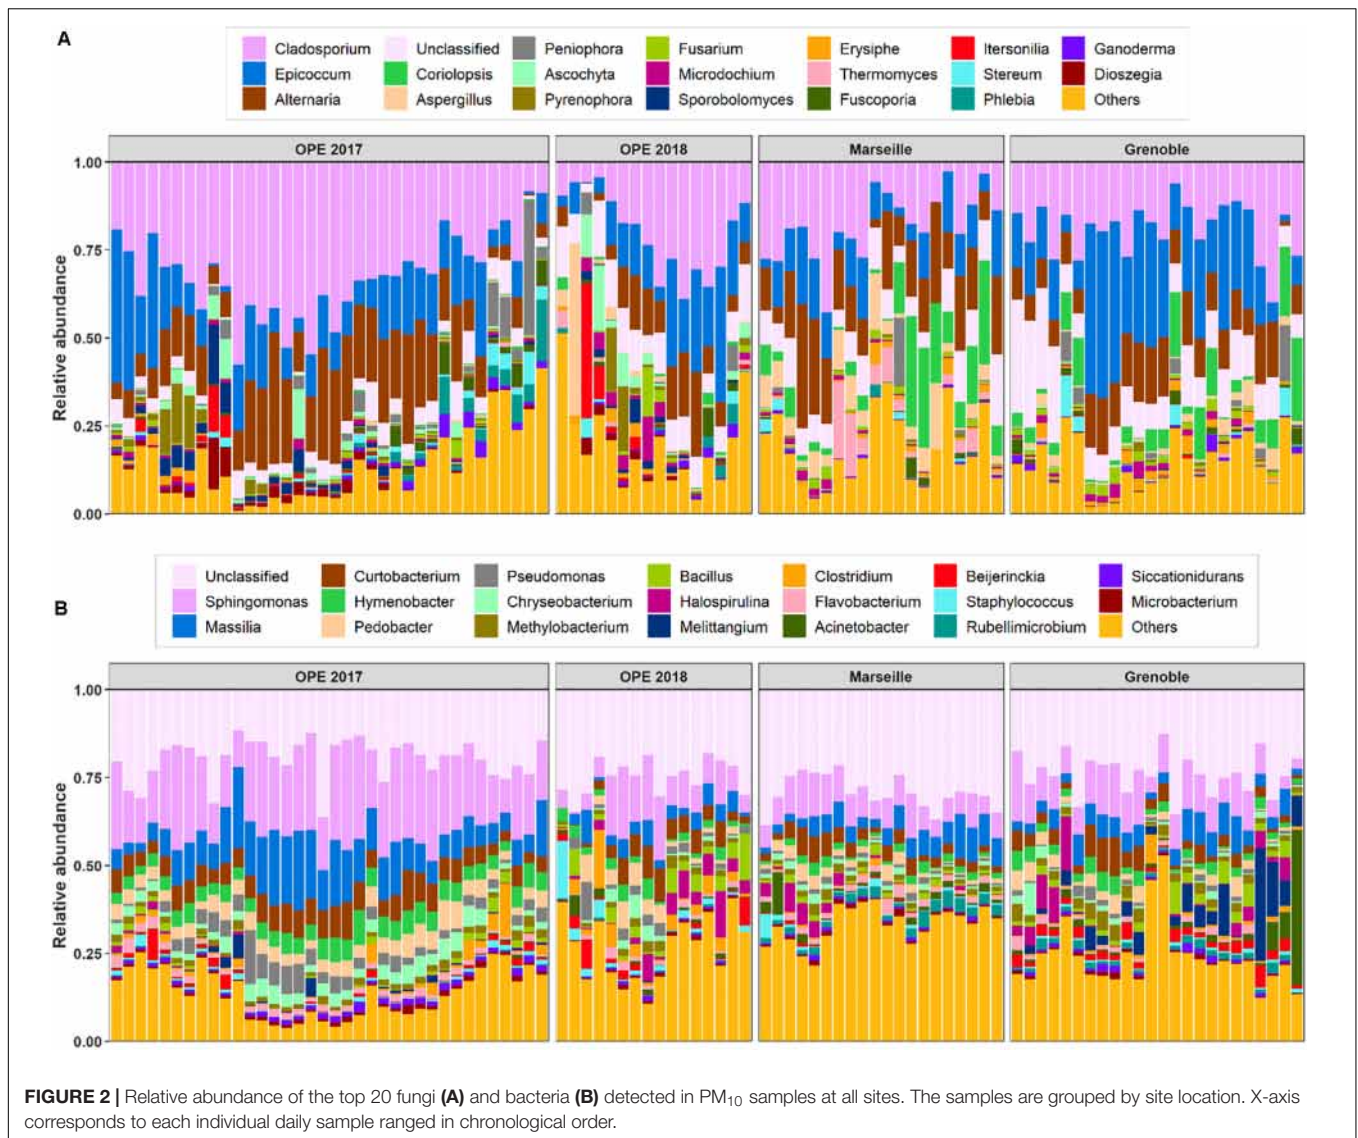 A
Cladosporium Unclassified Peniophora Fusarium Erysiphe Itersonilia Ganoderma
Epicoccum Coriolopsis Ascochyta Microdochium Thermomyces Stereum Dioszegia
Alternaria Aspergillus Pyrenophora Sporobolomyces Fuscoporia Phlebia Others
OPE 2017 OPE 2018 Marseille Grenoble
1.00
0.75
0.50
0.25
0.00
Relative abundance
B
Unclassified Curtobacterium Pseudomonas Bacillus Clostridium Beijerinckia Siccationidurans
Sphingomonas Hymenobacter Chryseobacterium Halospirulina Flavobacterium Staphylococcus Microbacterium
Massilia Pedobacter Methylobacterium Melittangium Acinetobacter Rubellimicrobium Others
OPE 2017 OPE 2018 Marseille Grenoble
1.00
0.75
0.50
0.25
0.00
Relative abundance
FIGURE 2 | Relative abundance of the top 20 fungi (A) and bacteria (B) detected in PM10 samples at all sites. The samples are grouped by site location. X-axis
corresponds to each individual daily sample ranged in chronological order.